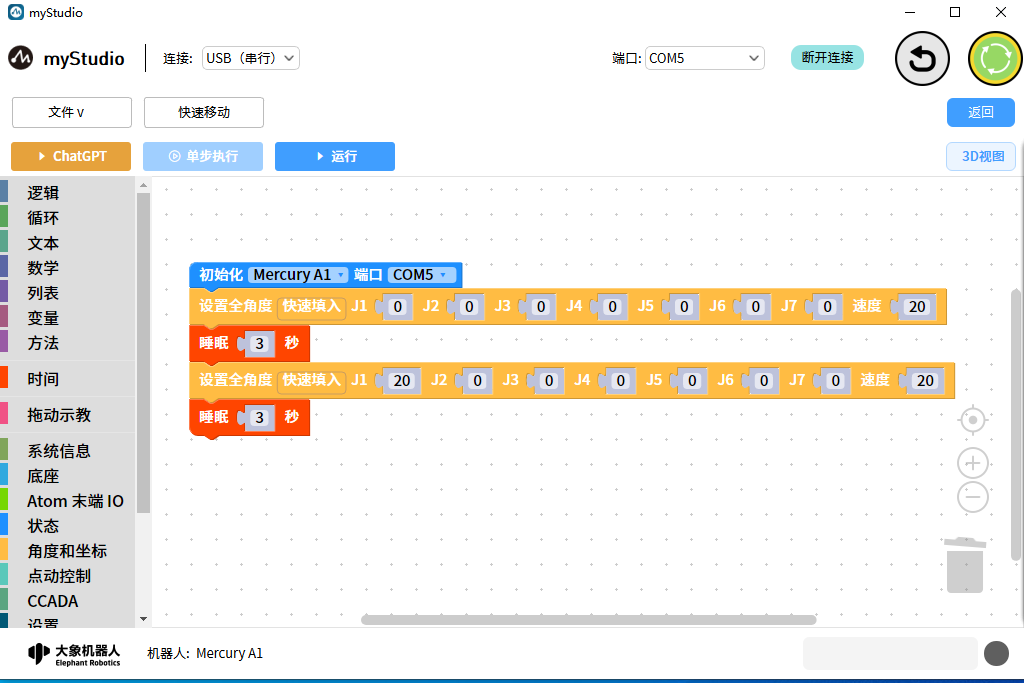 myStudio
myStudio 连接: USB（串行） 端口: COM5 断开连接
文件 v 快速移动 返回
ChatGPT 单步执行 运行 3D视图
逻辑
循环
文本
数学
列表
变量
方法
时间
拖动示教
系统信息
底座
Atom 末端 IO
状态
角度和坐标
点动控制
CCADA
设置
初始化 Mercury A1 端口 COM5
设置全角度 快速填入 J1 0 J2 0 J3 0 J4 0 J5 0 J6 0 J7 0 速度 20
睡眠 3 秒
设置全角度 快速填入 J1 20 J2 0 J3 0 J4 0 J5 0 J6 0 J7 0 速度 20
睡眠 3 秒
大象机器人
Elephant Robotics
机器人: Mercury A1